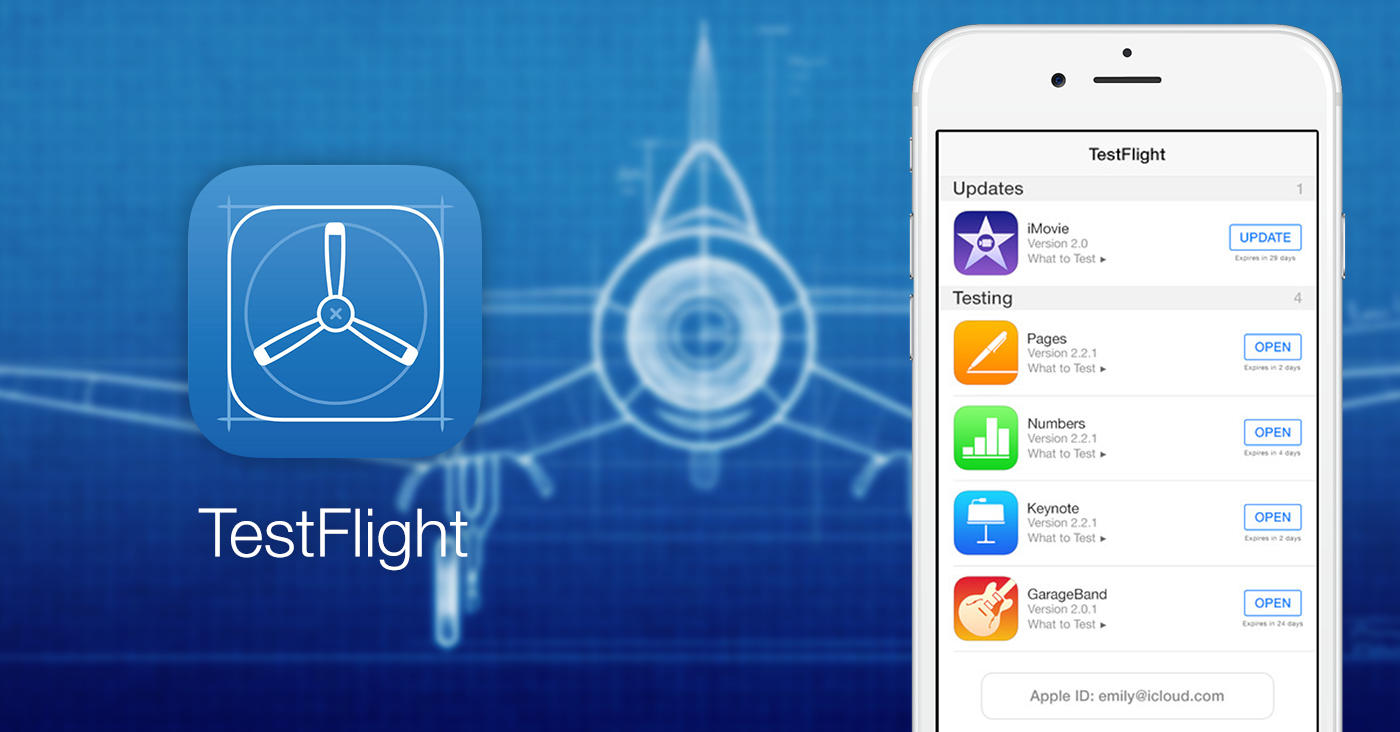 TestFlight
TestFlight
Updates 1
iMovie
Version 2.0
What to Test ▸
UPDATE
Expires in 29 days
Testing 4
Pages
Version 2.2.1
What to Test ▸
OPEN
Expires in 2 days
Numbers
Version 2.2.1
What to Test ▸
OPEN
Expires in 4 days
Keynote
Version 2.2.1
What to Test ▸
OPEN
Expires in 2 days
GarageBand
Version 2.0.1
What to Test ▸
OPEN
Expires in 24 days
Apple ID: emily@icloud.com